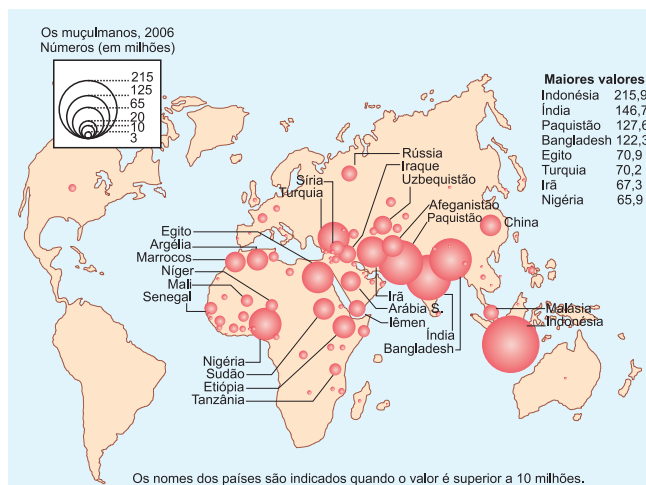 Os muçulmanos, 2006
Números (em milhões)
215
125
65
20
10
3
Maiores valores
Indonésia 215,9
Índia 146,7
Paquistão 127,6
Bangladesh 122,3
Egito 70,9
Turquia 70,2
Irã 67,3
Nigéria 65,9
Rússia
Iraque
Síria
Uzbequistão
Turquia
Afeganistão
Paquistão
China
Egito
Argélia
Marrocos
Níger
Mali
Senegal
Irã
Arábia S.
Iêmen
Índia
Bangladesh
Malásia
Indonésia
Nigéria
Sudão
Etiópia
Tanzânia
Os nomes dos países são indicados quando o valor é superior a 10 milhões.